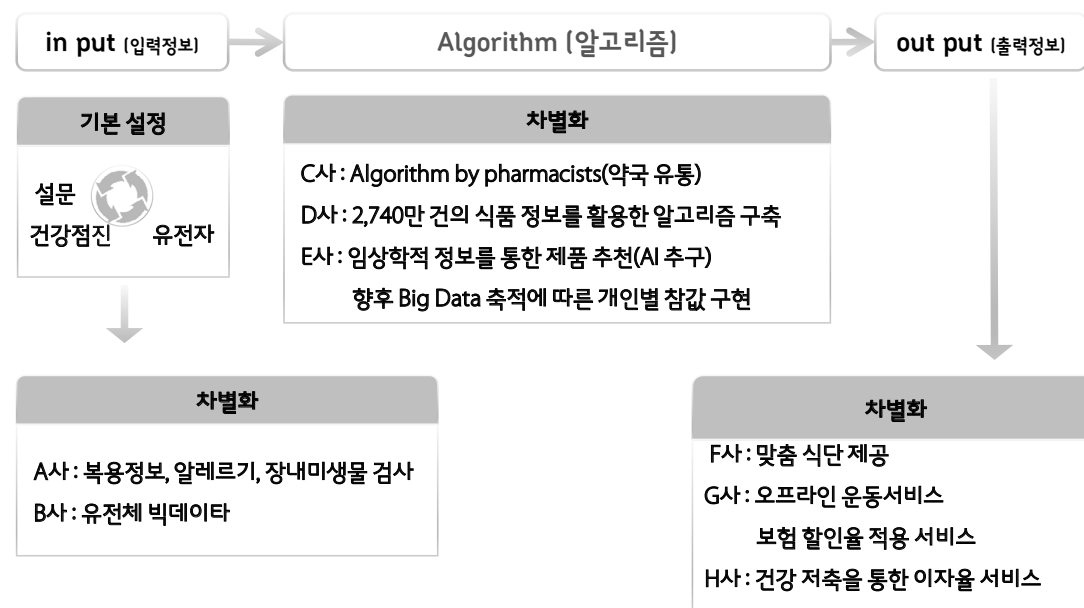 in put (입력정보)
Algorithm (알고리즘)
out put (출력정보)
기본 설정
설문
건강점진
유전자
차별화
C사 : Algorithm by pharmacists(약국 유통)
D사 : 2,740만 건의 식품 정보를 활용한 알고리즘 구축
E사 : 임상학적 정보를 통한 제품 추천(AI 추구)
향후 Big Data 축적에 따른 개인별 참값 구현
차별화
A사 : 복용정보, 알레르기, 장내미생물 검사
B사 : 유전체 빅데이타
차별화
F사 : 맞춤 식단 제공
G사 : 오프라인 운동서비스
보험 할인율 적용 서비스
H사 : 건강 저축을 통한 이자율 서비스